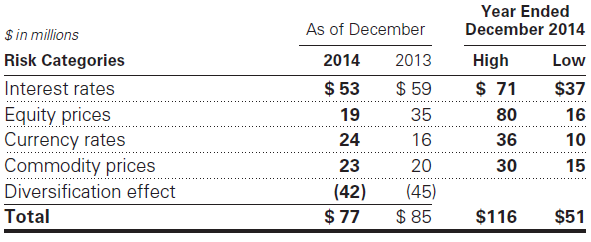 Year Ended
$ in millions As of December December 2014
Risk Categories 2014 2013 High Low
Interest rates $ 53 $ 59 $ 71 $37
Equity prices 19 35 80 16
Currency rates 24 16 36 10
Commodity prices 23 20 30 15
Diversification effect (42) (45)
Total $ 77 $ 85 $116 $51